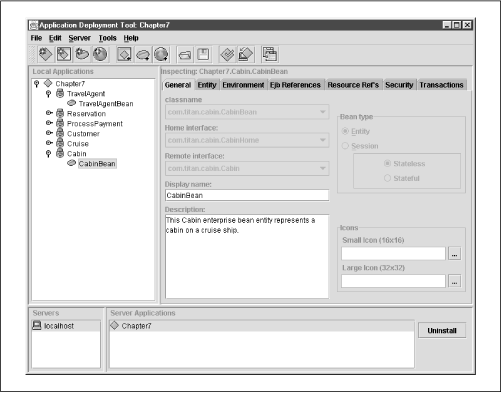 Application Deployment Tool: Chapter7
File Edit Server Tools Help
Local Applications
Chapter7
TravelAgent
TravelAgentBean
Reservation
ProcessPayment
Customer
Cruise
Cabin
CabinBean
Inspecting: Chapter7.Cabin.CabinBean
General Entity Environment Ejb References Resource Ref's Security Transactions
classname
com.titan.cabin.CabinBean
Home interface:
com.titan.cabin.CabinHome
Remote interface:
com.titan.cabin.Cabin
Display name:
CabinBean
Description:
This Cabin enterprise bean entity represents a
cabin on a cruise ship.
Bean type
Entity
Session
Stateless
Stateful
Icons
Small Icon (16x16)
...
Large Icon (32x32)
...
Servers
localhost
Server Applications
Chapter7
Uninstall